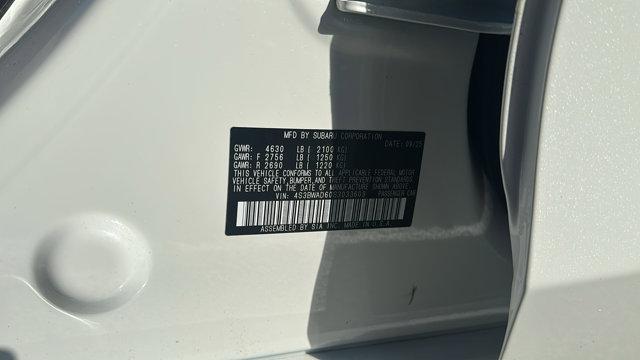 MFD BY SUBARU CORPORATION
DATE: 09/25
GVWR: 4630 LB [ 2100 KG]
GAWR: F 2756 LB [ 1250 KG]
GAWR: R 2690 LB [ 1220 KG]
THIS VEHICLE CONFORMS TO ALL APPLICABLE FEDERAL MOTOR
VEHICLE SAFETY, BUMPER, AND THEFT PREVENTION STANDARDS
IN EFFECT ON THE DATE OF MANUFACTURE SHOWN ABOVE.
VIN: PASSENGER CAR
ASSEMBLED BY SIA INC. MADE IN U.S.A.